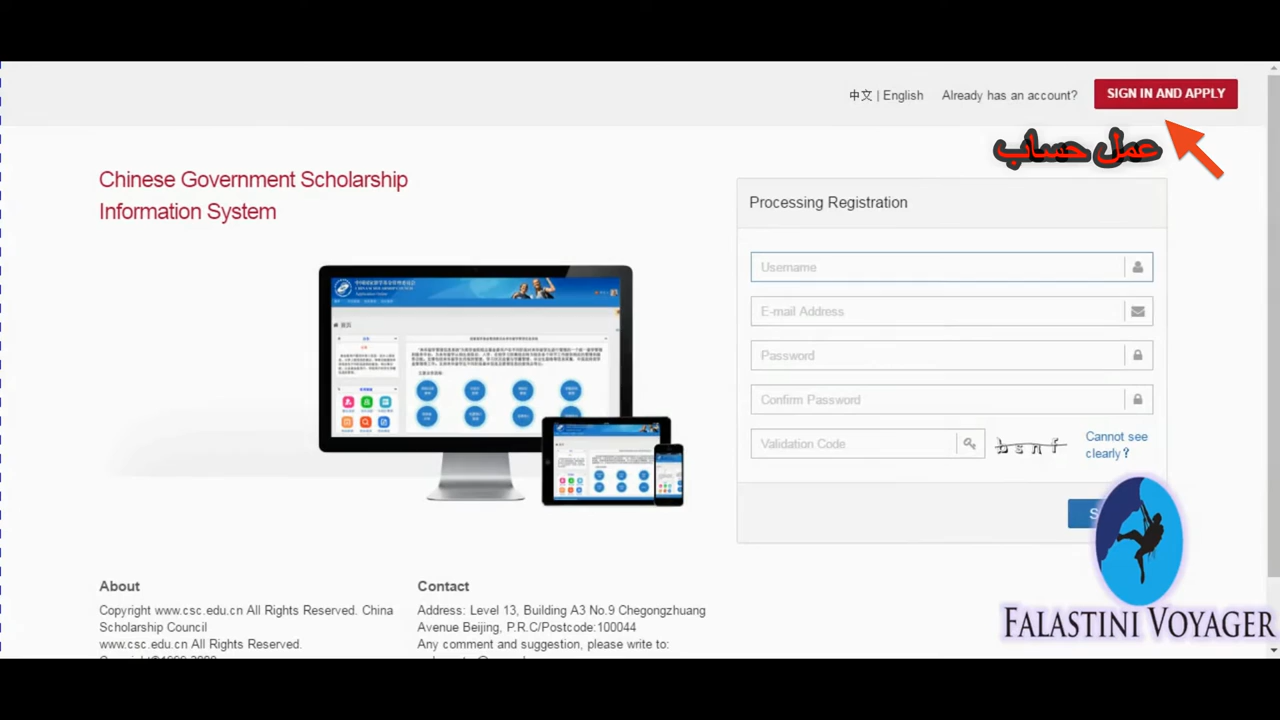 中文 | English Already has an account? SIGN IN AND APPLY
عمل حساب
Chinese Government Scholarship
Information System
Processing Registration
Username
E-mail Address
Password
Confirm Password
Validation Code
bsnf
Cannot see
clearly?
About
Copyright www.csc.edu.cn All Rights Reserved. China
Scholarship Council
www.csc.edu.cn All Rights Reserved.
Contact
Address: Level 13, Building A3 No.9 Chegongzhuang
Avenue Beijing, P.R.C/Postcode:100044
Any comment and suggestion, please write to:
FALASTINI VOYAGER